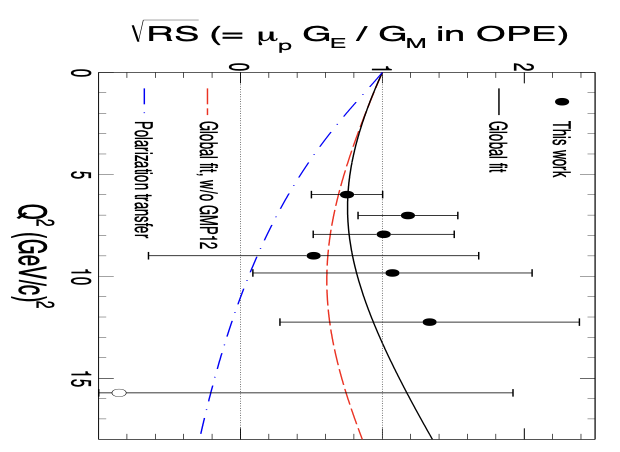 √RS (= μp GE / GM in OPE)
0
1
2
This work
Global fit
Global fit, w/o GMP12
Polarization transfer
0
5
10
15
Q² (GeV/c)²